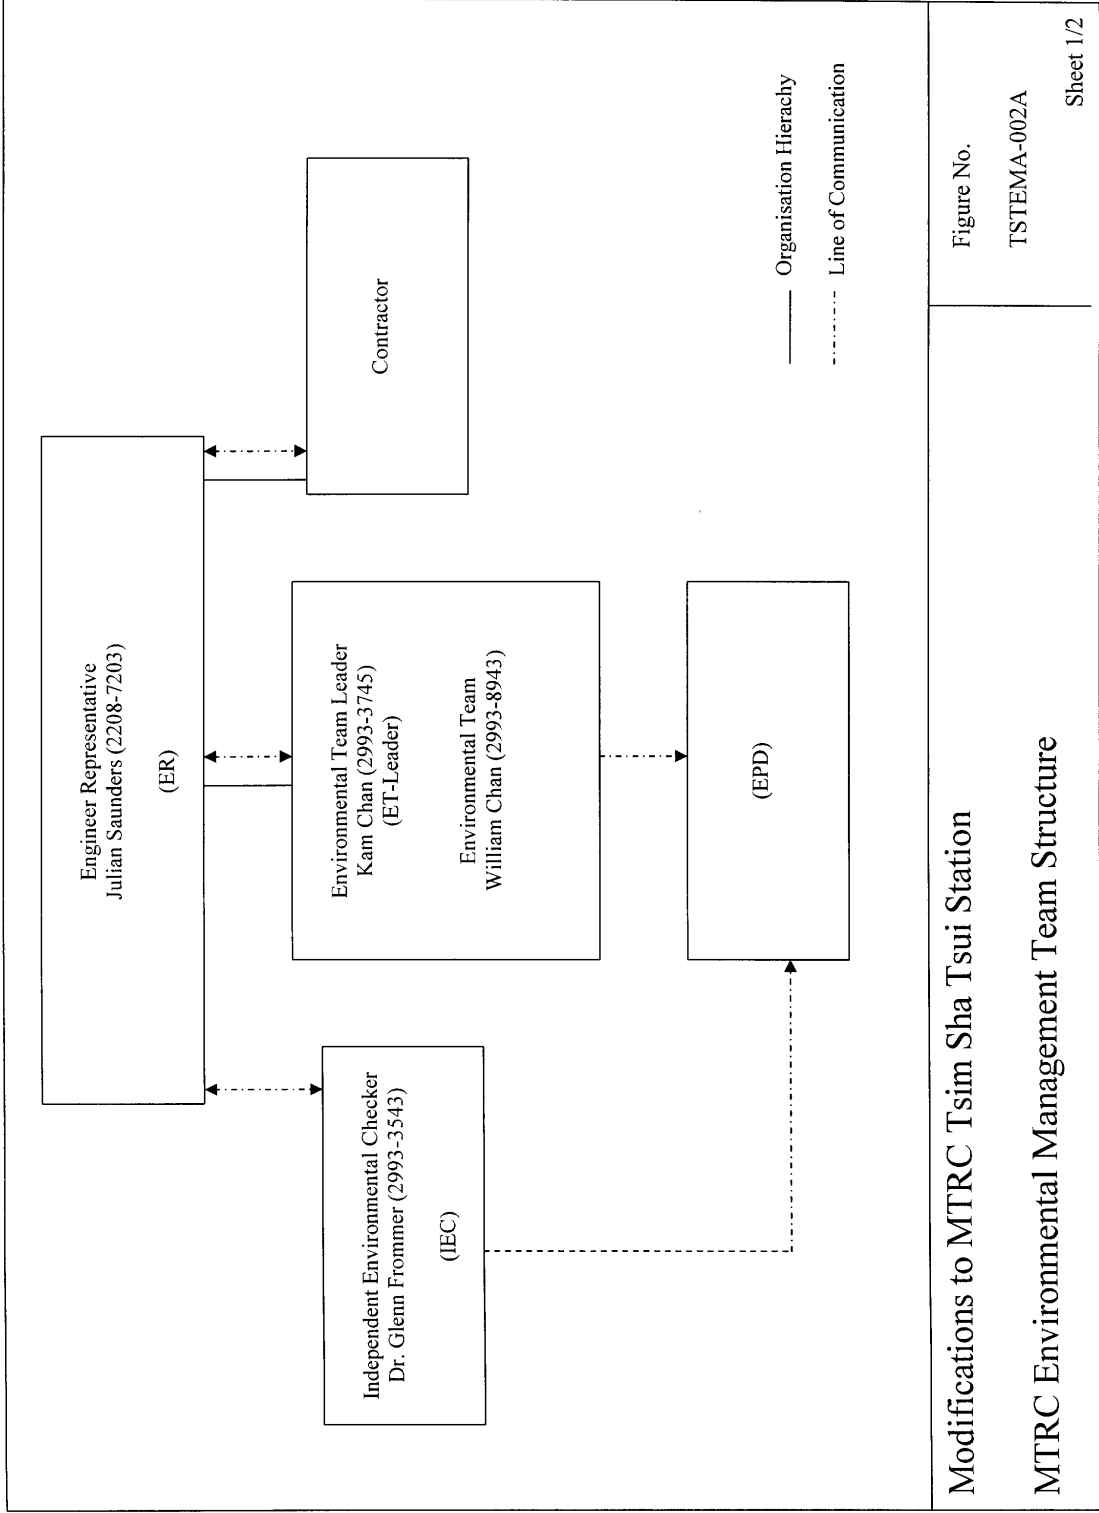 Engineer Representative
Julian Saunders (2208-7203)
(ER)
Independent Environmental Checker
Dr. Glenn Frommer (2993-3543)
(IEC)
Environmental Team Leader
Kam Chan (2993-3745)
(ET-Leader)
Environmental Team
William Chan (2993-8943)
Contractor
(EPD)
Organisation Hierachy
Line of Communication
Modifications to MTRC Tsim Sha Tsui Station
MTRC Environmental Management Team Structure
Figure No.
TSTEMA-002A
Sheet 1/2